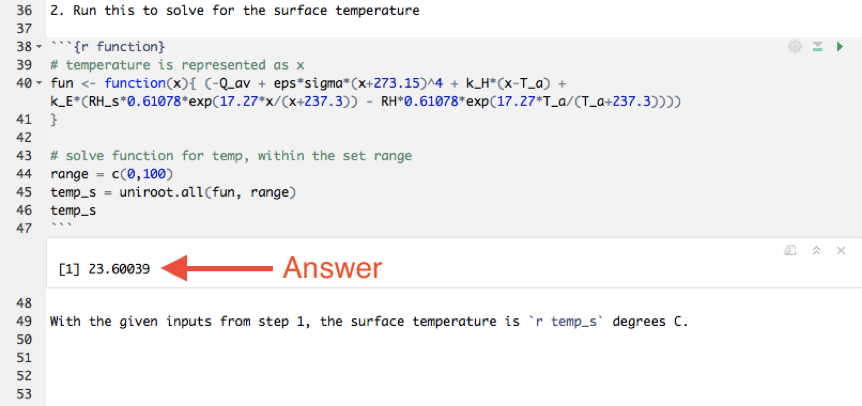 36 2. Run this to solve for the surface temperature
37
38 ```{r function}
39 # temperature is represented as x
40 fun <- function(x){ (-Q_av + eps*sigma*(x+273.15)^4 + k_H*(x-T_a) +
k_E*(RH_s*0.61078*exp(17.27*x/(x+237.3)) - RH*0.61078*exp(17.27*T_a/(T_a+237.3))))
41 }
42
43 # solve function for temp, within the set range
44 range = c(0,100)
45 temp_s = uniroot.all(fun, range)
46 temp_s
47 ```
[1] 23.60039 Answer
48
49 With the given inputs from step 1, the surface temperature is `r temp_s` degrees C.
50
51
52
53